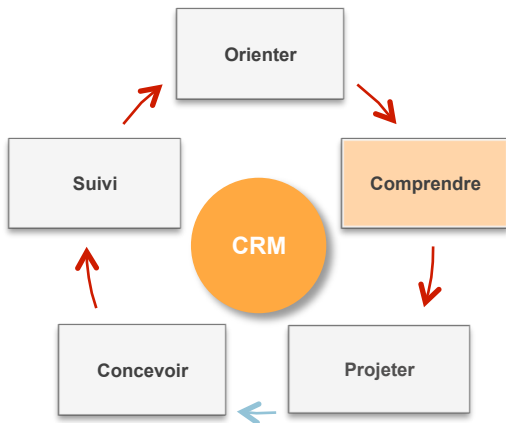 Orienter
Suivi
Comprendre
CRM
Concevoir
Projeter